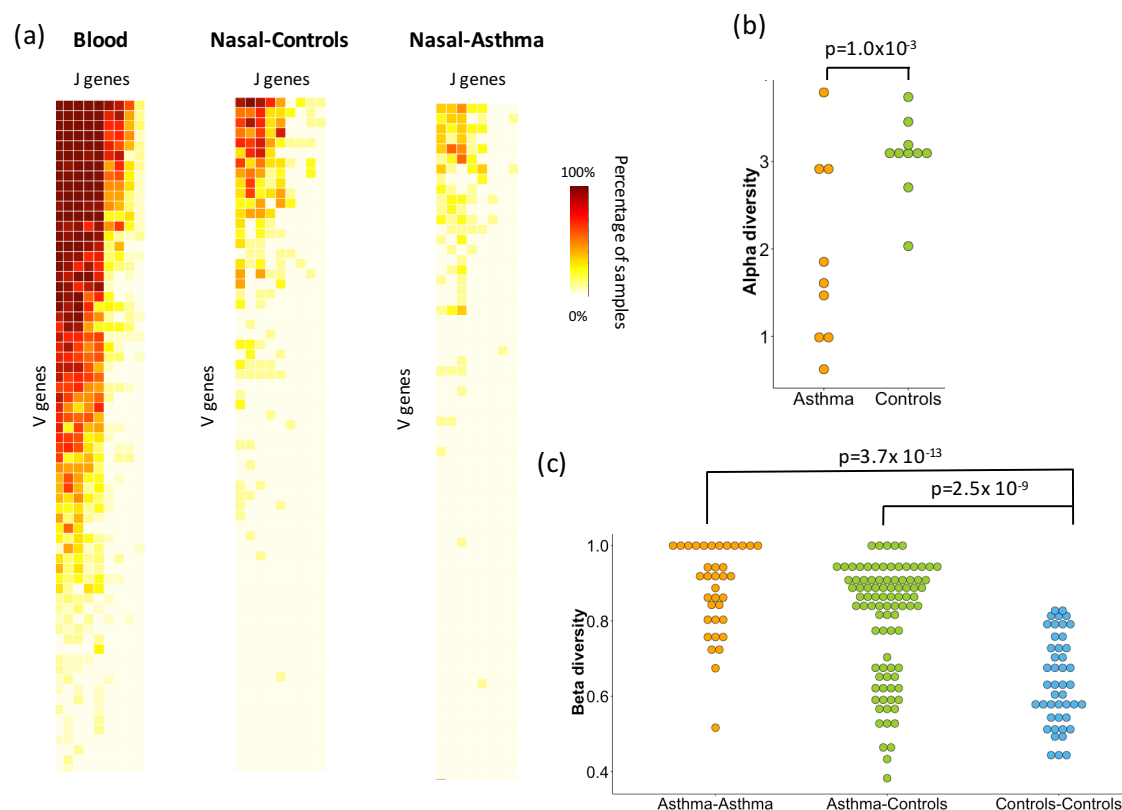 (a)
Blood
Nasal-Controls
Nasal-Asthma
J genes
J genes
J genes
V genes
V genes
V genes
100%
0%
Percentage of samples
(b)
p=1.0x10⁻³
Alpha diversity
3
2
1
Asthma
Controls
(c)
p=3.7x 10⁻¹³
p=2.5x 10⁻⁹
Beta diversity
1.0
0.8
0.6
0.4
Asthma-Asthma
Asthma-Controls
Controls-Controls